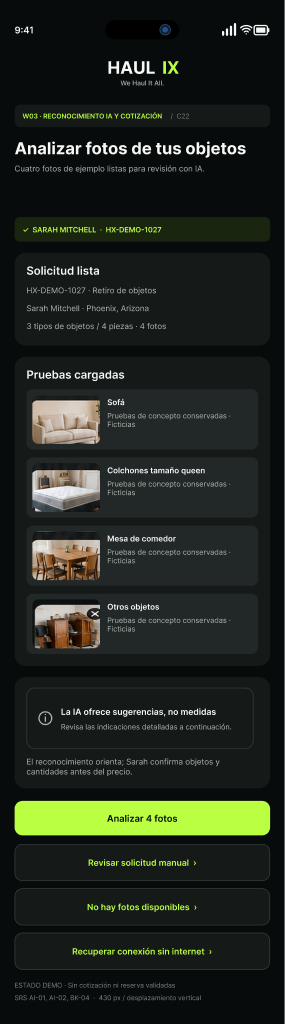 9:41
HAUL IX
We Haul It All.
W03 · RECONOCIMIENTO IA Y COTIZACIÓN / C22
Analizar fotos de tus objetos
Cuatro fotos de ejemplo listas para revisión con IA.
✓ SARAH MITCHELL · HX-DEMO-1027
Solicitud lista
HX-DEMO-1027 · Retiro de objetos
Sarah Mitchell · Phoenix, Arizona
3 tipos de objetos / 4 piezas · 4 fotos
Pruebas cargadas
Sofá
Pruebas de concepto conservadas ·
Ficticias
Colchones tamaño queen
Pruebas de concepto conservadas ·
Ficticias
Mesa de comedor
Pruebas de concepto conservadas ·
Ficticias
Otros objetos
Pruebas de concepto conservadas ·
Ficticias
La IA ofrece sugerencias, no medidas
Revisa las indicaciones detalladas a continuación.
El reconocimiento orienta; Sarah confirma objetos y
cantidades antes del precio.
Analizar 4 fotos
Revisar solicitud manual ›
No hay fotos disponibles ›
Recuperar conexión sin internet ›
ESTADO DEMO · Sin cotización ni reserva validadas
SRS AI-01, AI-02, BK-04 · 430 px / desplazamiento vertical